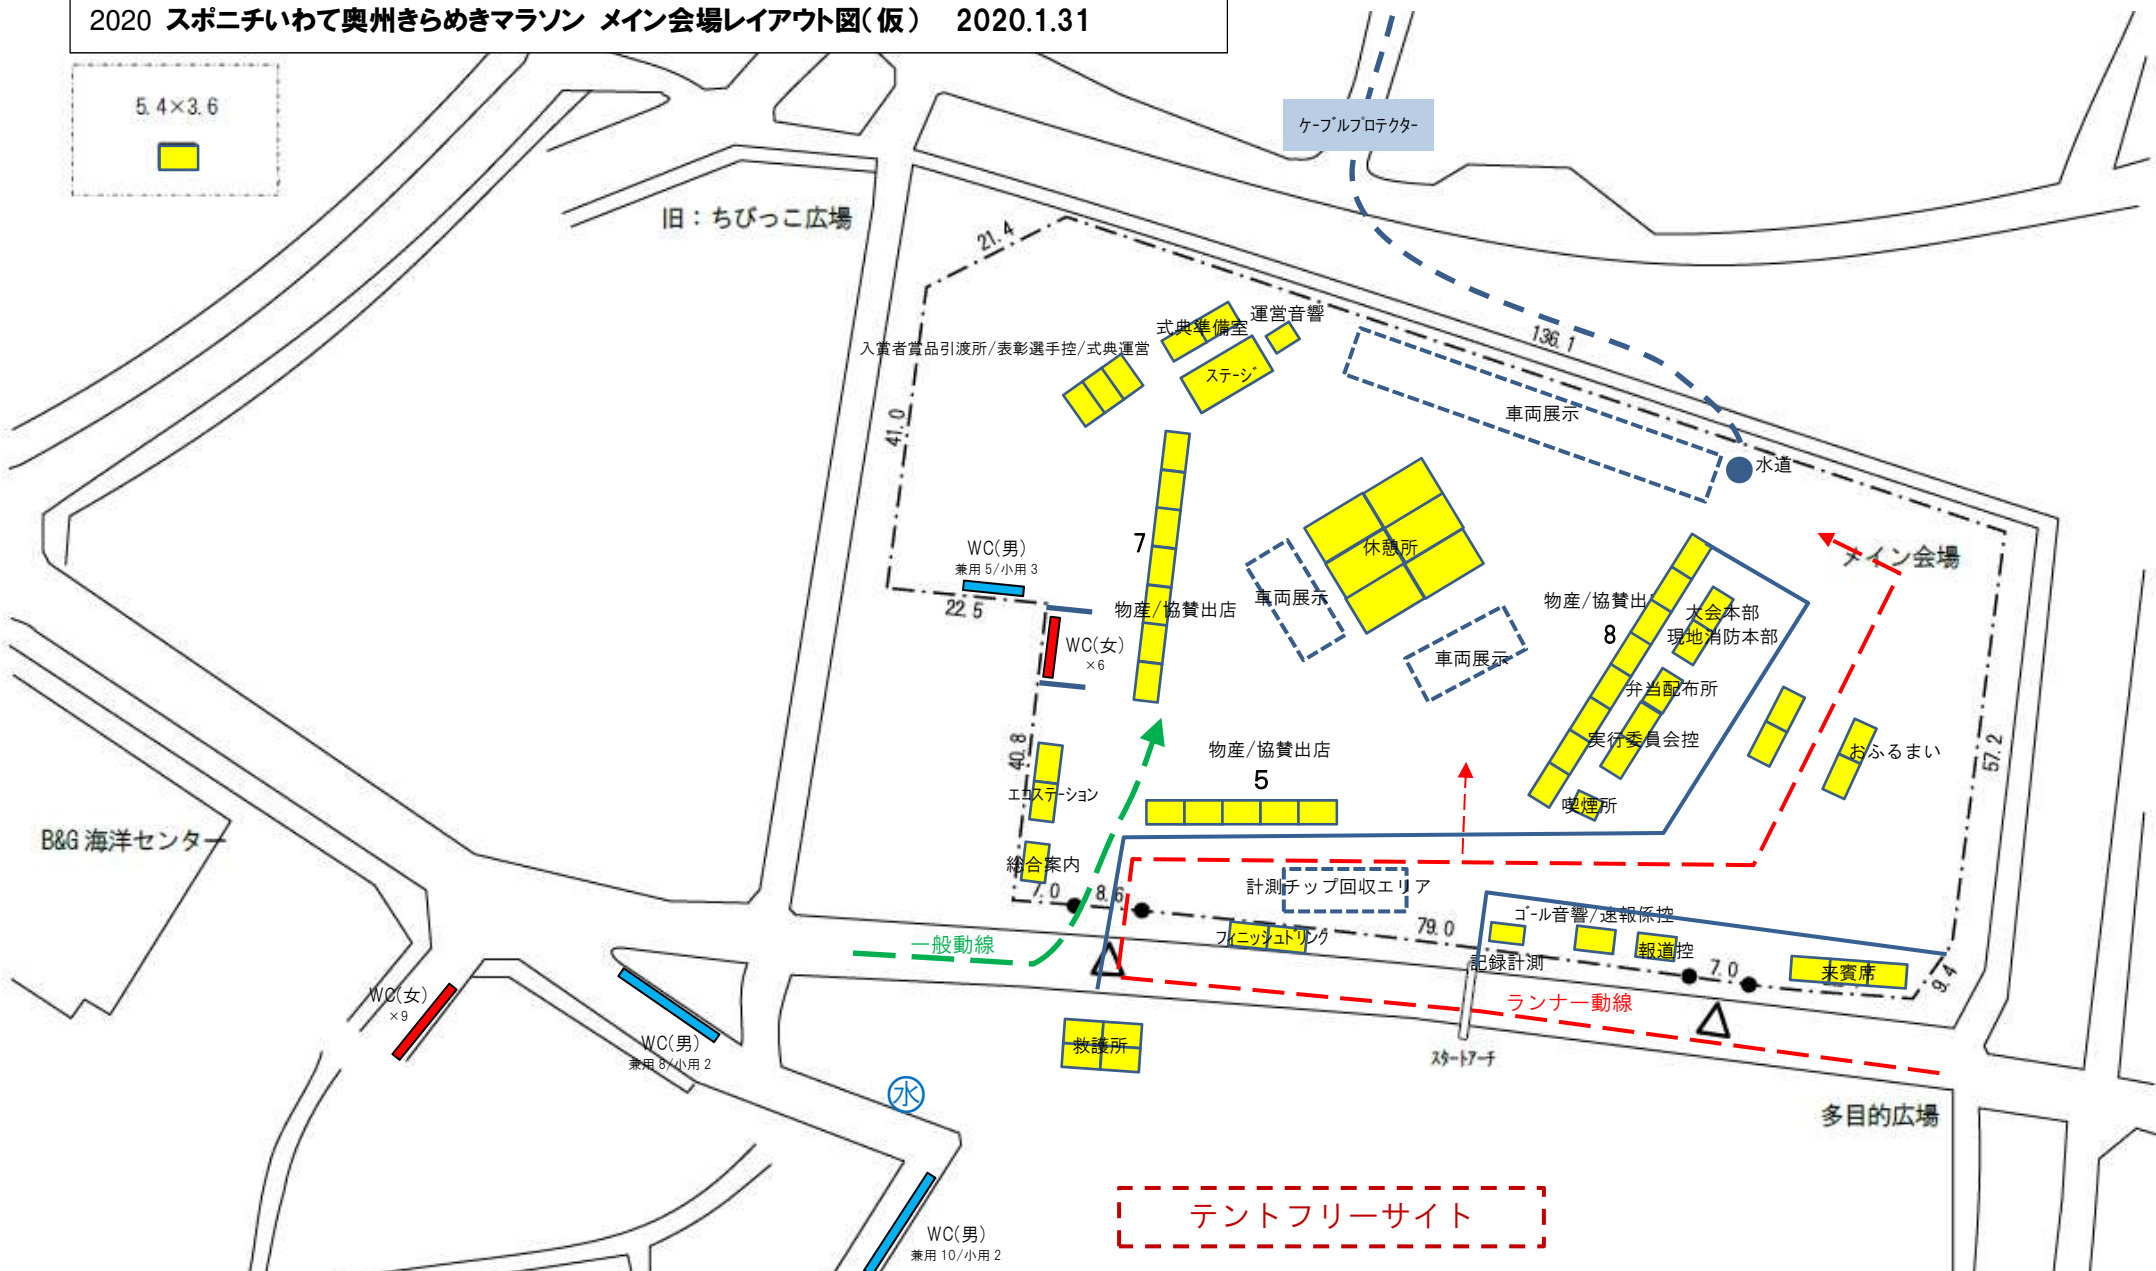 2020 スポニチいわて奥州きらめきマラソン メイン会場レイアウト図(仮) 2020.1.31
5.4×3.6
ケーブルプロテクター
旧：ちびっこ広場
21.4
136.1
運営音響
式典準備室
入賞者賞品引渡所/表彰選手控/式典運営
ステージ
車両展示
41.0
水道
7
WC(男)
兼用 5/小用 3
休憩所
メイン会場
22.5
物産/協賛出店
車両展示
物産/協賛出
8
大会本部
現地消防本部
WC(女)
×6
車両展示
弁当配布所
40.8
物産/協賛出店
5
実行委員会控
おふるまい
57.2
エコステーション
喫煙所
B&G 海洋センター
総合案内
7.0
8.6
計測チップ回収エリア
79.0
ゴール音響/速報係控
フィニッシュドリンク
一般動線
報道控
記録計測
7.0
来賓席
9.4
WC(女)
×9
ランナー動線
WC(男)
兼用 8/小用 2
救護所
スタートアーチ
水
多目的広場
テントフリーサイト
WC(男)
兼用 10/小用 2